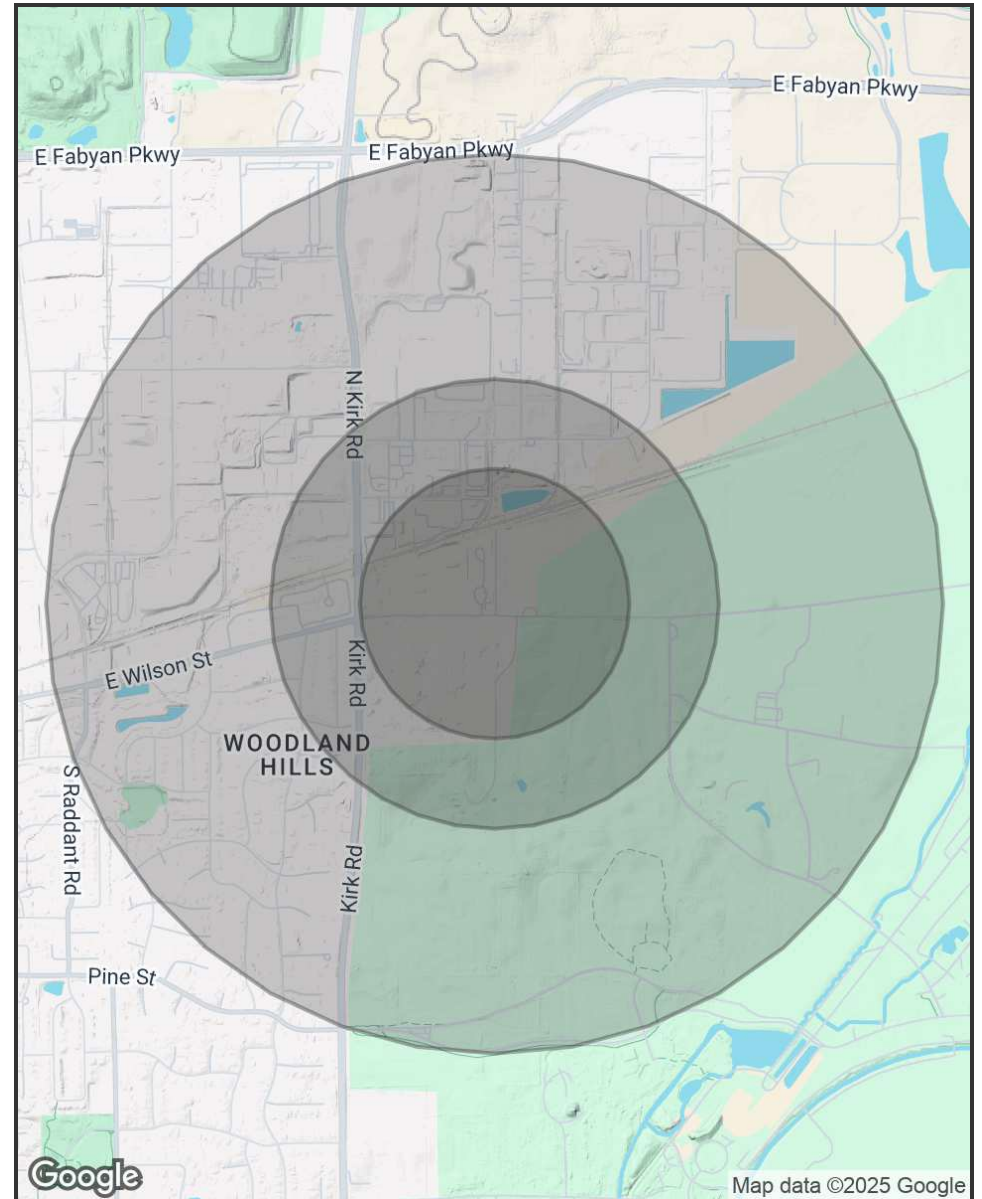 E Fabyan Pkwy
E Fabyan Pkwy
E Fabyan Pkwy
N Kirk Rd
Kirk Rd
E Wilson St
WOODLAND
HILLS
S Raddant Rd
Kirk Rd
Pine St
Google
Map data ©2025 Google